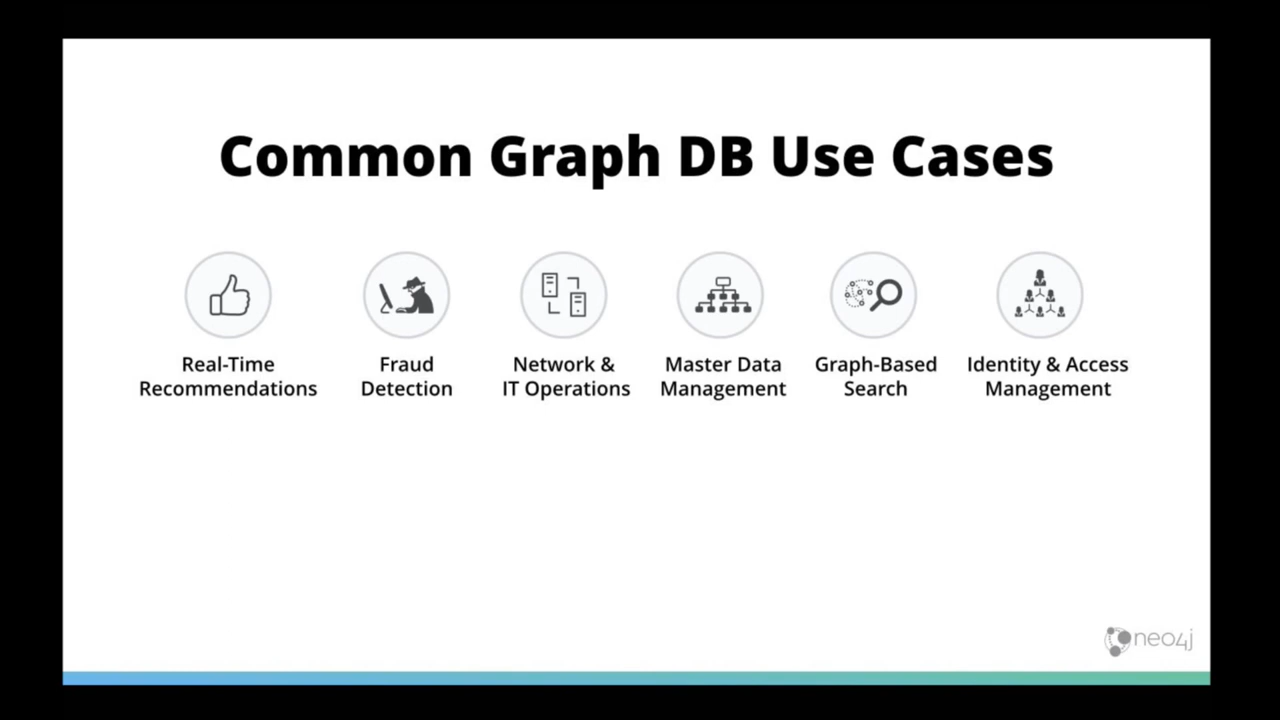 Common Graph DB Use Cases
Real-Time
Recommendations
Fraud
Detection
Network &
IT Operations
Master Data
Management
Graph-Based
Search
Identity & Access
Management
neo4j